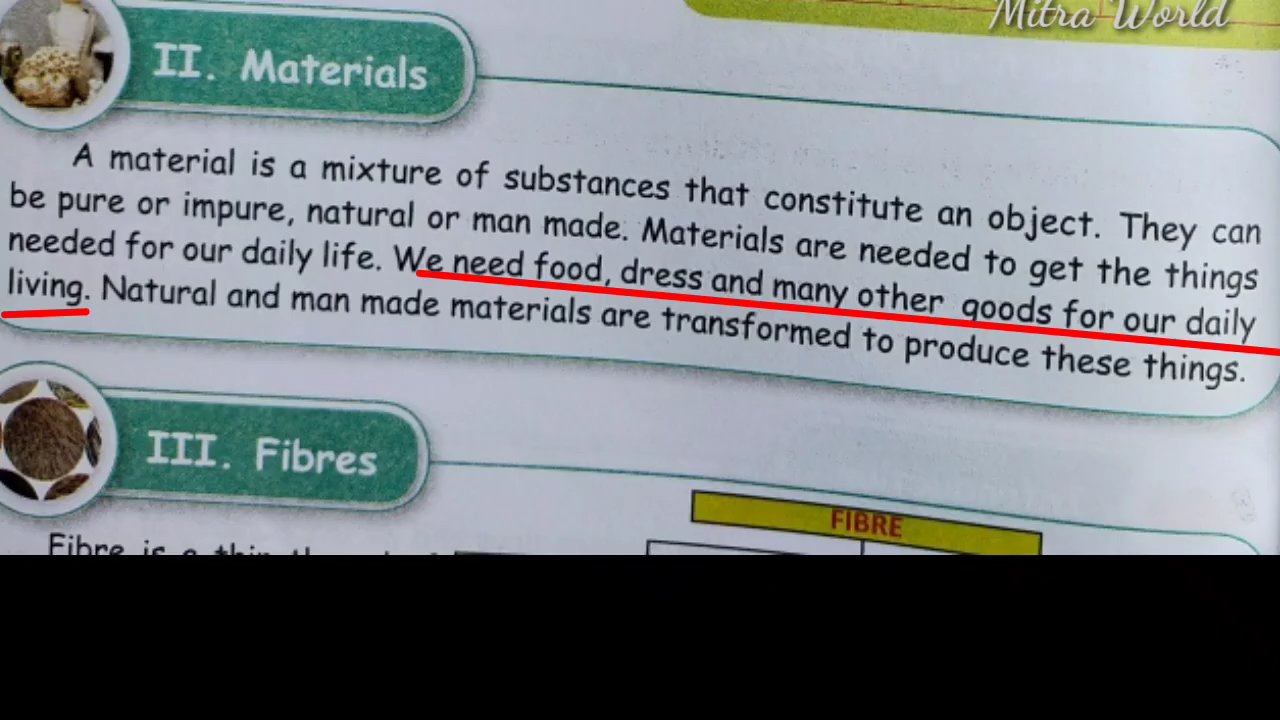 Mitra World
II. Materials
A material is a mixture of substances that constitute an object. They can
be pure or impure, natural or man made. Materials are needed to get the things
needed for our daily life. We need food, dress and many other goods for our daily
living. Natural and man made materials are transformed to produce these things.
III. Fibres
FIBRE
Fibre is a thin